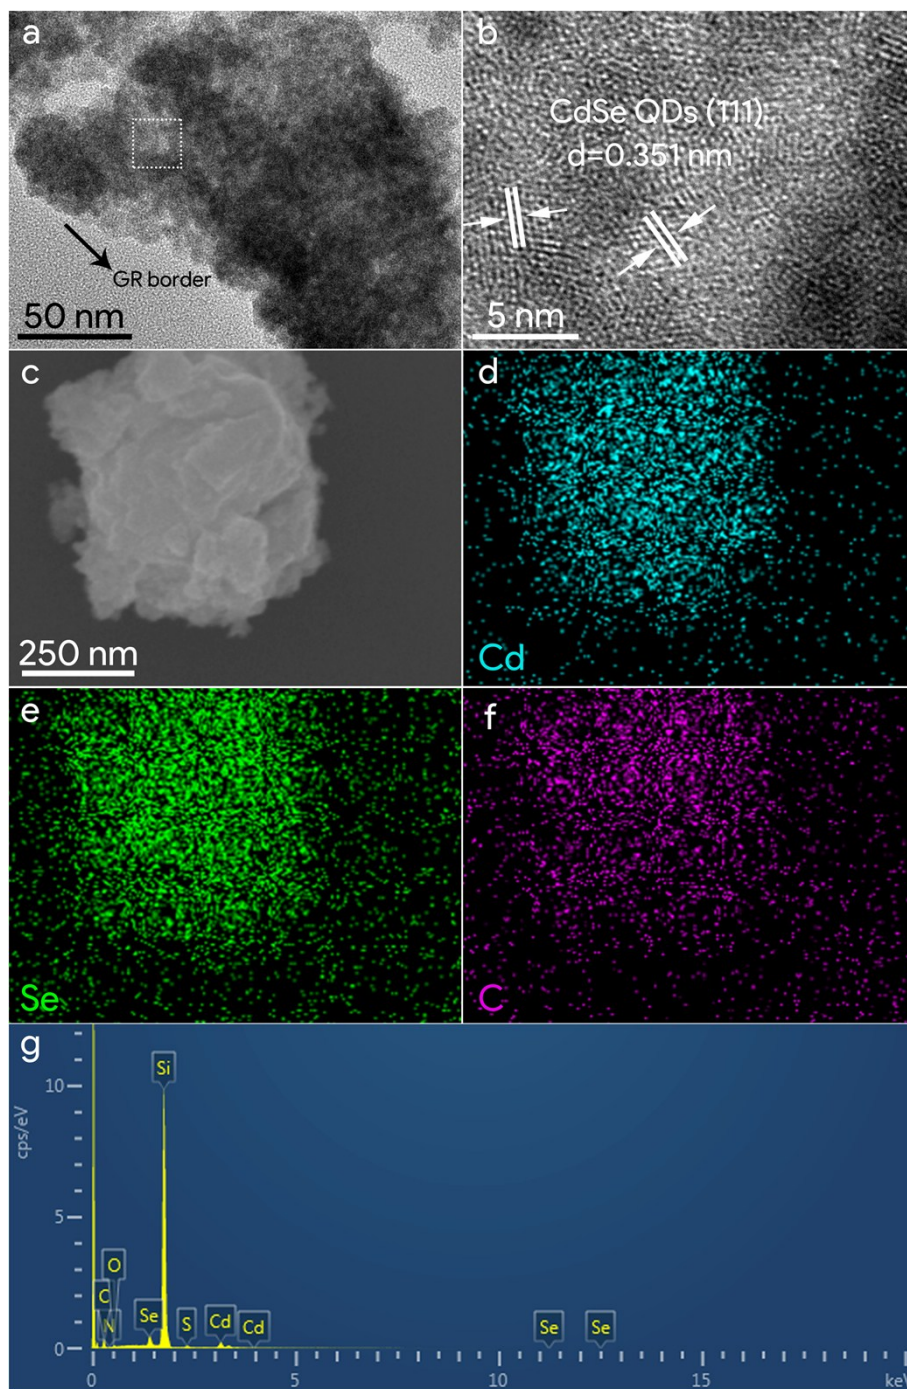 a
GR border
50 nm
b
CdSe QDs (111)
d=0.351 nm
5 nm
c
250 nm
d
Cd
e
Se
f
C
g
cps/eV
10
5
0
Si
O
C
N
Se
S
Cd
Cd
Se
Se
0
5
10
15
keV